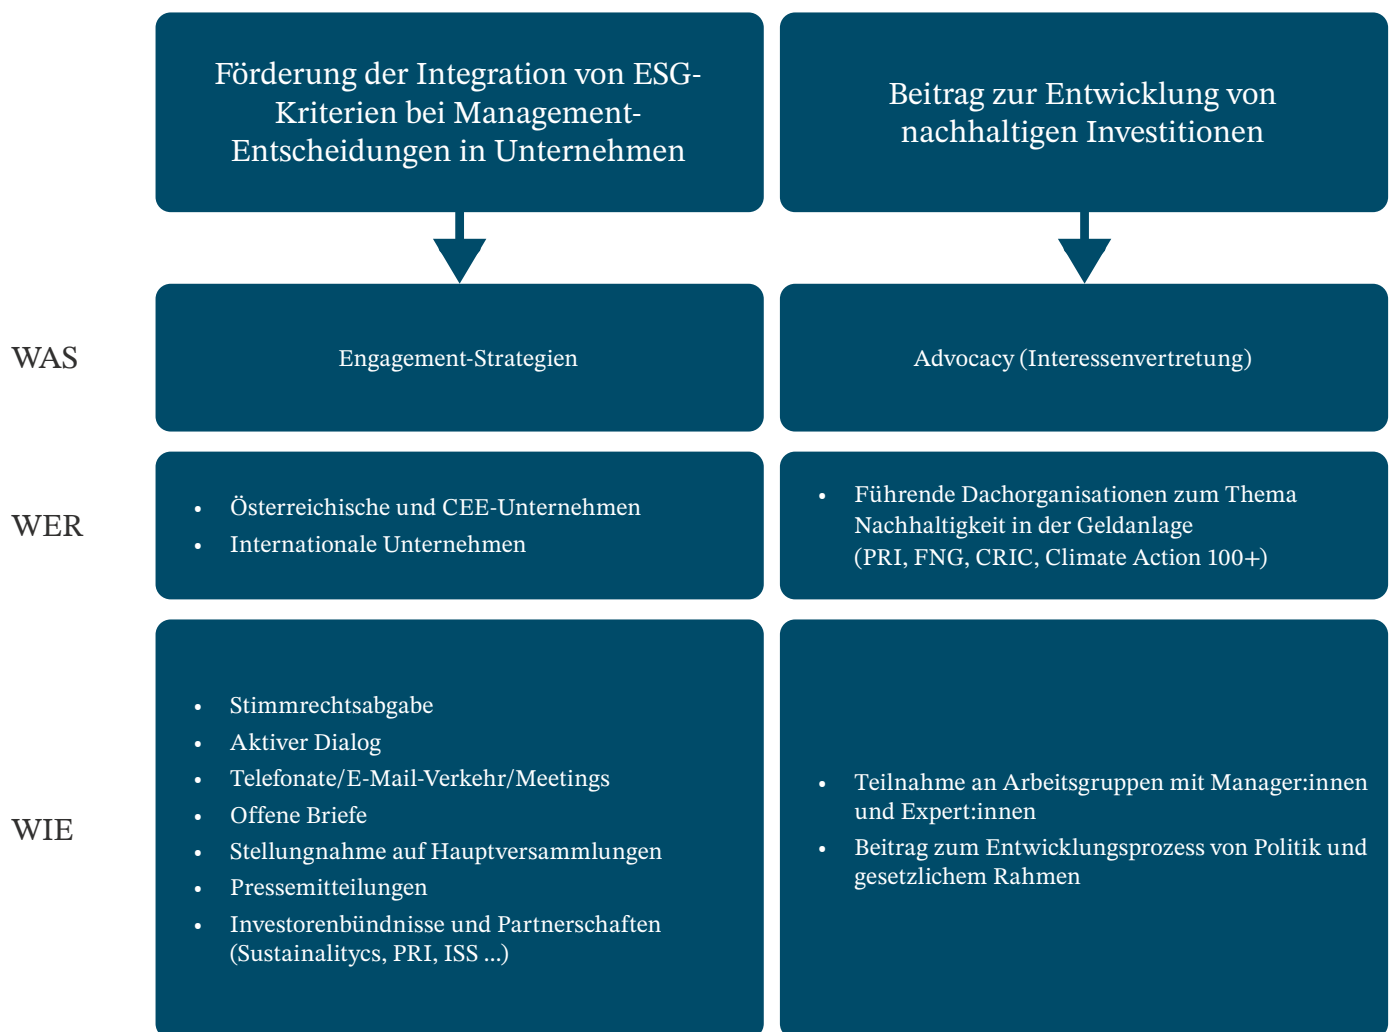 Förderung der Integration von ESG-
Kriterien bei Management-
Entscheidungen in Unternehmen
Beitrag zur Entwicklung von
nachhaltigen Investitionen
WAS
Engagement-Strategien
Advocacy (Interessenvertretung)
WER
• Österreichische und CEE-Unternehmen
• Internationale Unternehmen
• Führende Dachorganisationen zum Thema
Nachhaltigkeit in der Geldanlage
(PRI, FNG, CRIC, Climate Action 100+)
WIE
• Stimmrechtsabgabe
• Aktiver Dialog
• Telefonate/E-Mail-Verkehr/Meetings
• Offene Briefe
• Stellungnahme auf Hauptversammlungen
• Pressemitteilungen
• Investorenbündnisse und Partnerschaften
(Sustainalitycs, PRI, ISS ...)
• Teilnahme an Arbeitsgruppen mit Manager:innen
und Expert:innen
• Beitrag zum Entwicklungsprozess von Politik und
gesetzlichem Rahmen